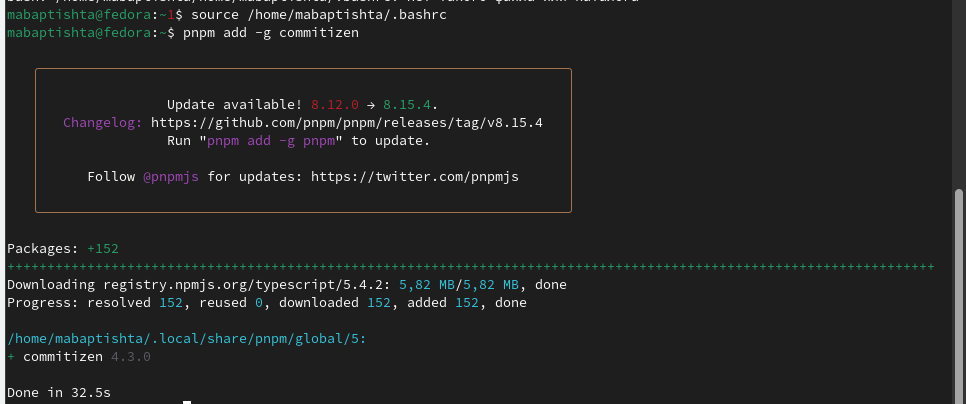 mabaptishta@fedora:~1$ source /home/mabaptishta/.bashrc
mabaptishta@fedora:~$ pnpm add -g commitizen
Update available! 8.12.0 → 8.15.4.
Changelog: https://github.com/pnpm/pnpm/releases/tag/v8.15.4
Run "pnpm add -g pnpm" to update.
Follow @pnpmjs for updates: https://twitter.com/pnpmjs
Packages: +152
++++++++++++++++++++++++++++++++++++++++++++++++++++++++++++++++++++++++++++++++++++++++++++++++++++++++++++++++++++
Downloading registry.npmjs.org/typescript/5.4.2: 5,82 MB/5,82 MB, done
Progress: resolved 152, reused 0, downloaded 152, added 152, done
/home/mabaptishta/.local/share/pnpm/global/5:
+ commitizen 4.3.0
Done in 32.5s